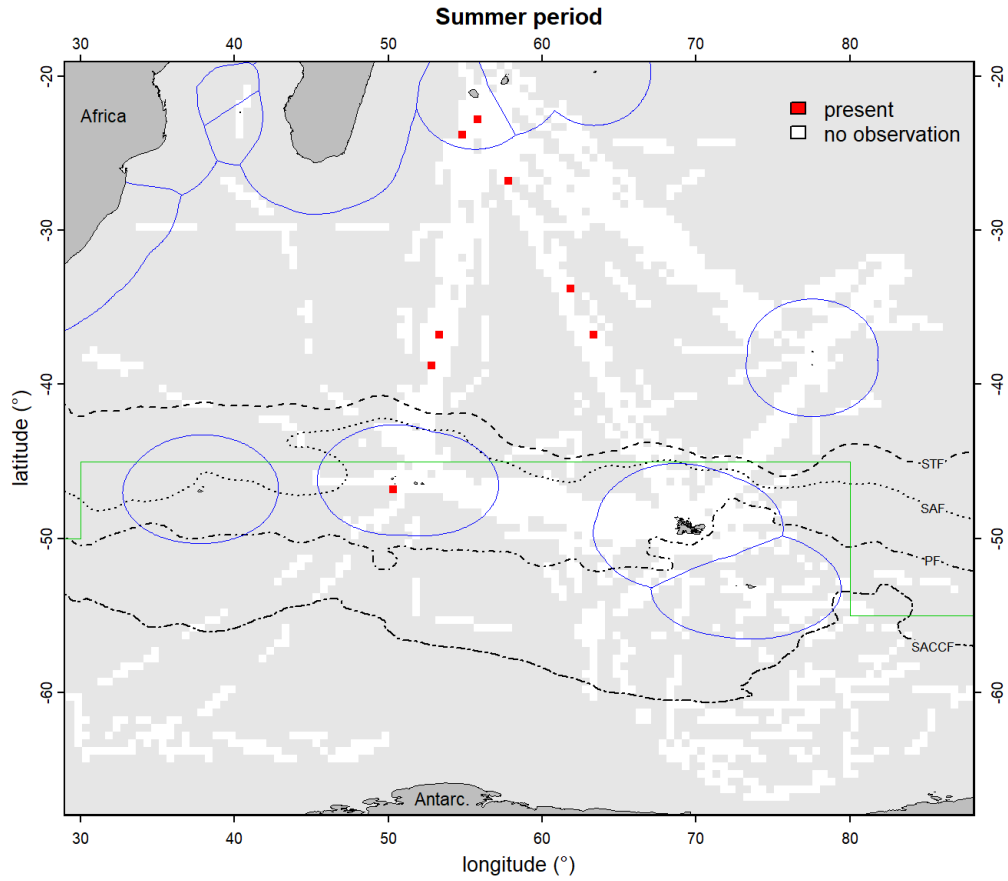 Summer period
30 40 50 60 70 80
-20 -20
Africa
present
no observation
-30 -30
-40 -40
latitude (°)
STF
SAF
-50 -50
PF
SACCF
-60 -60
Antarc.
30 40 50 60 70 80
longitude (°)